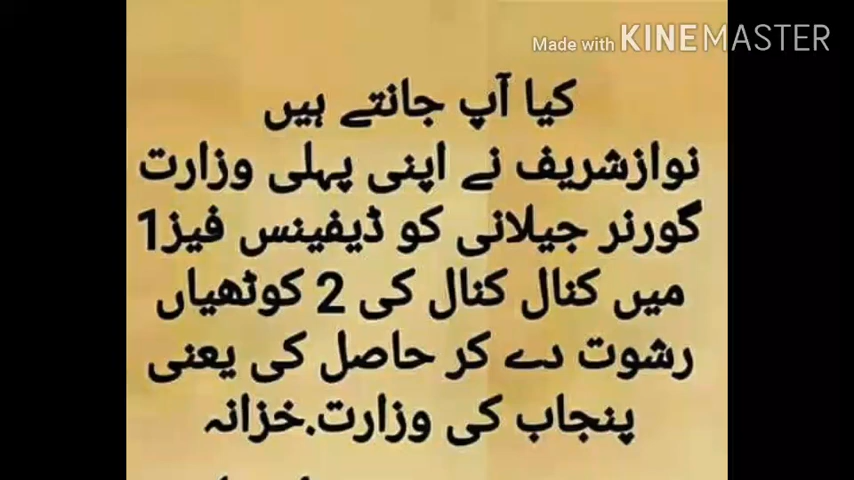 Made with KINEMASTER
کیا آپ جانتے ہیں
نوازشریف نے اپنی پہلی وزارت
گورنر جیلانی کو ڈیفینس فیز1
میں کنال کنال کی 2 کوٹھیاں
رشوت دے کر حاصل کی یعنی
پنجاب کی وزارت.خزانہ